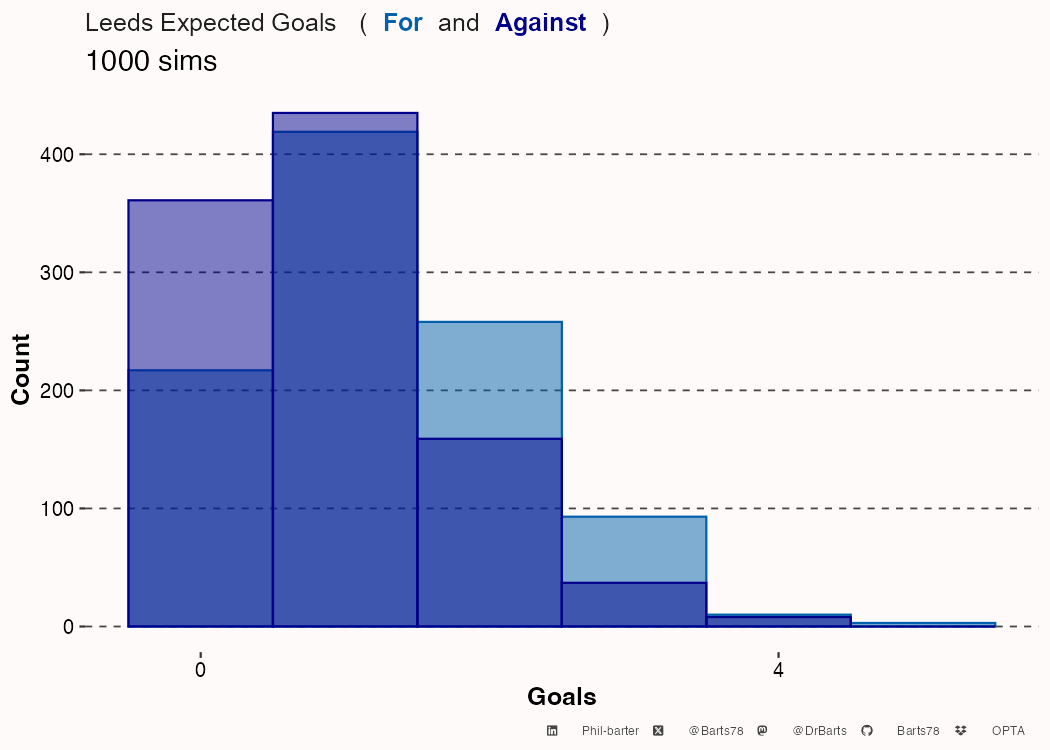 Leeds Expected Goals ( For and Against )
1000 sims
400
300
200
100
0
Count
0 4
Goals
Phil-barter @Barts78 @DrBarts Barts78 OPTA